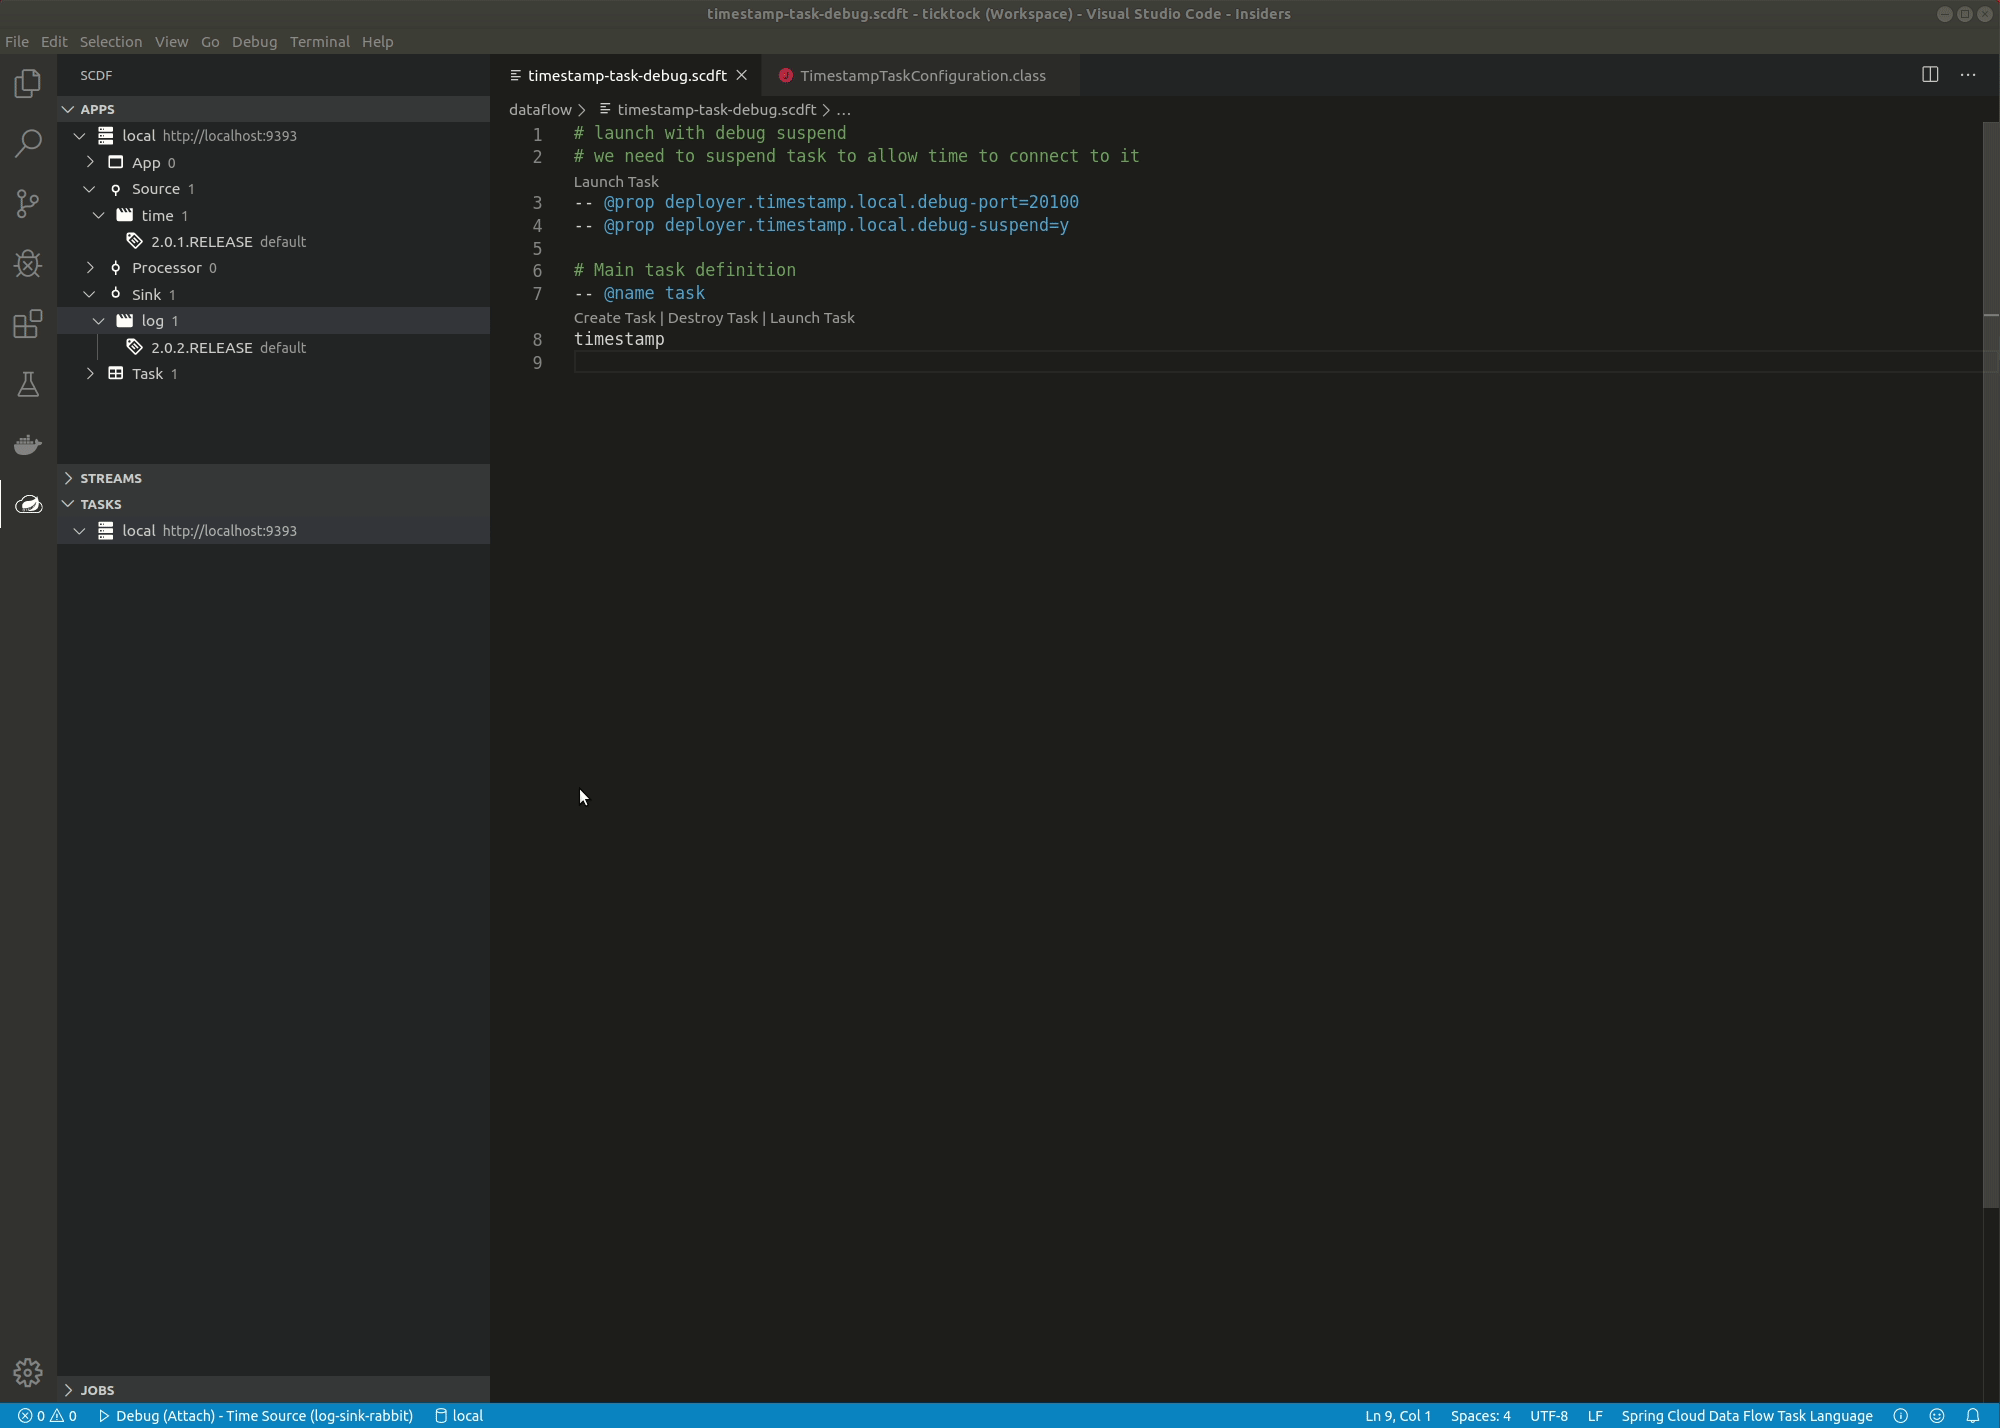 timestamp-task-debug.scdft - ticktock (Workspace) - Visual Studio Code - Insiders
File Edit Selection View Go Debug Terminal Help
SCDF
APPS
local http://localhost:9393
App 0
Source 1
time 1
2.0.1.RELEASE default
Processor 0
Sink 1
log 1
2.0.2.RELEASE default
Task 1
STREAMS
TASKS
local http://localhost:9393
JOBS
timestamp-task-debug.scdft
TimestampTaskConfiguration.class
dataflow > timestamp-task-debug.scdft > ...
1 # launch with debug suspend
2 # we need to suspend task to allow time to connect to it
Launch Task
3 -- @prop deployer.timestamp.local.debug-port=20100
4 -- @prop deployer.timestamp.local.debug-suspend=y
5
6 # Main task definition
7 -- @name task
Create Task | Destroy Task | Launch Task
8 timestamp
9
0 0 Debug (Attach) - Time Source (log-sink-rabbit) local Ln 9, Col 1 Spaces: 4 UTF-8 LF Spring Cloud Data Flow Task Language